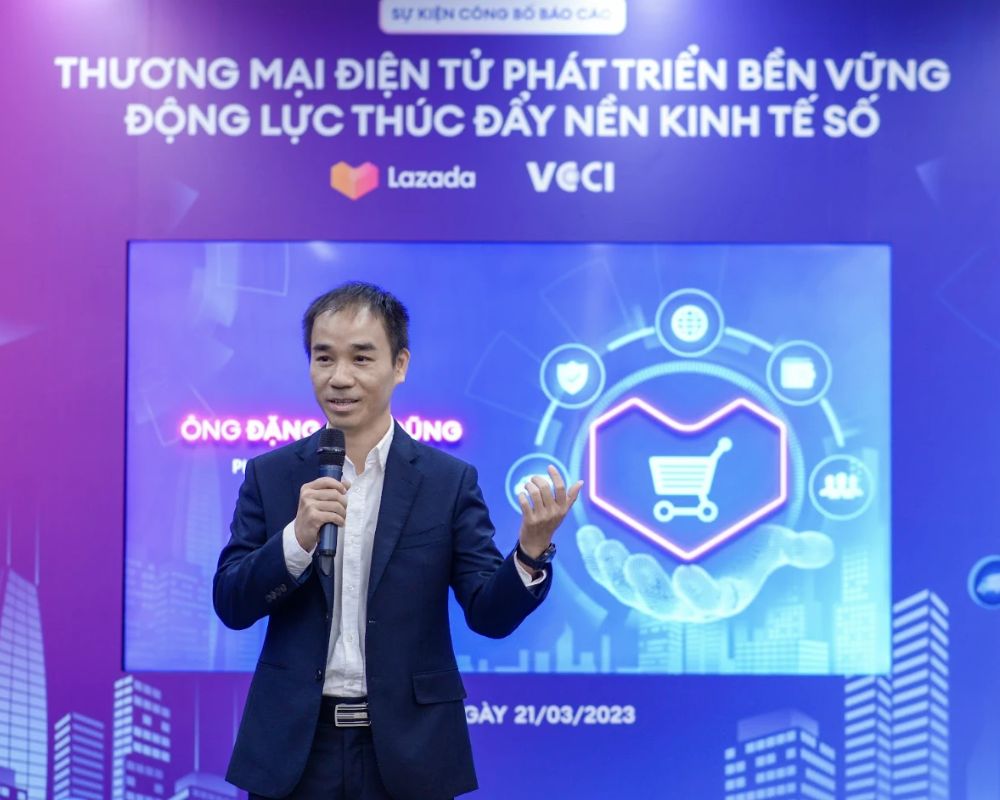 SỰ KIỆN CÔNG BỐ BÁO CÁO
THƯƠNG MẠI ĐIỆN TỬ PHÁT TRIỂN BỀN VỮNG
ĐỘNG LỰC THÚC ĐẨY NỀN KINH TẾ SỐ
Lazada VCCI
ÔNG ĐẶNG ŨNG
21/03/2023